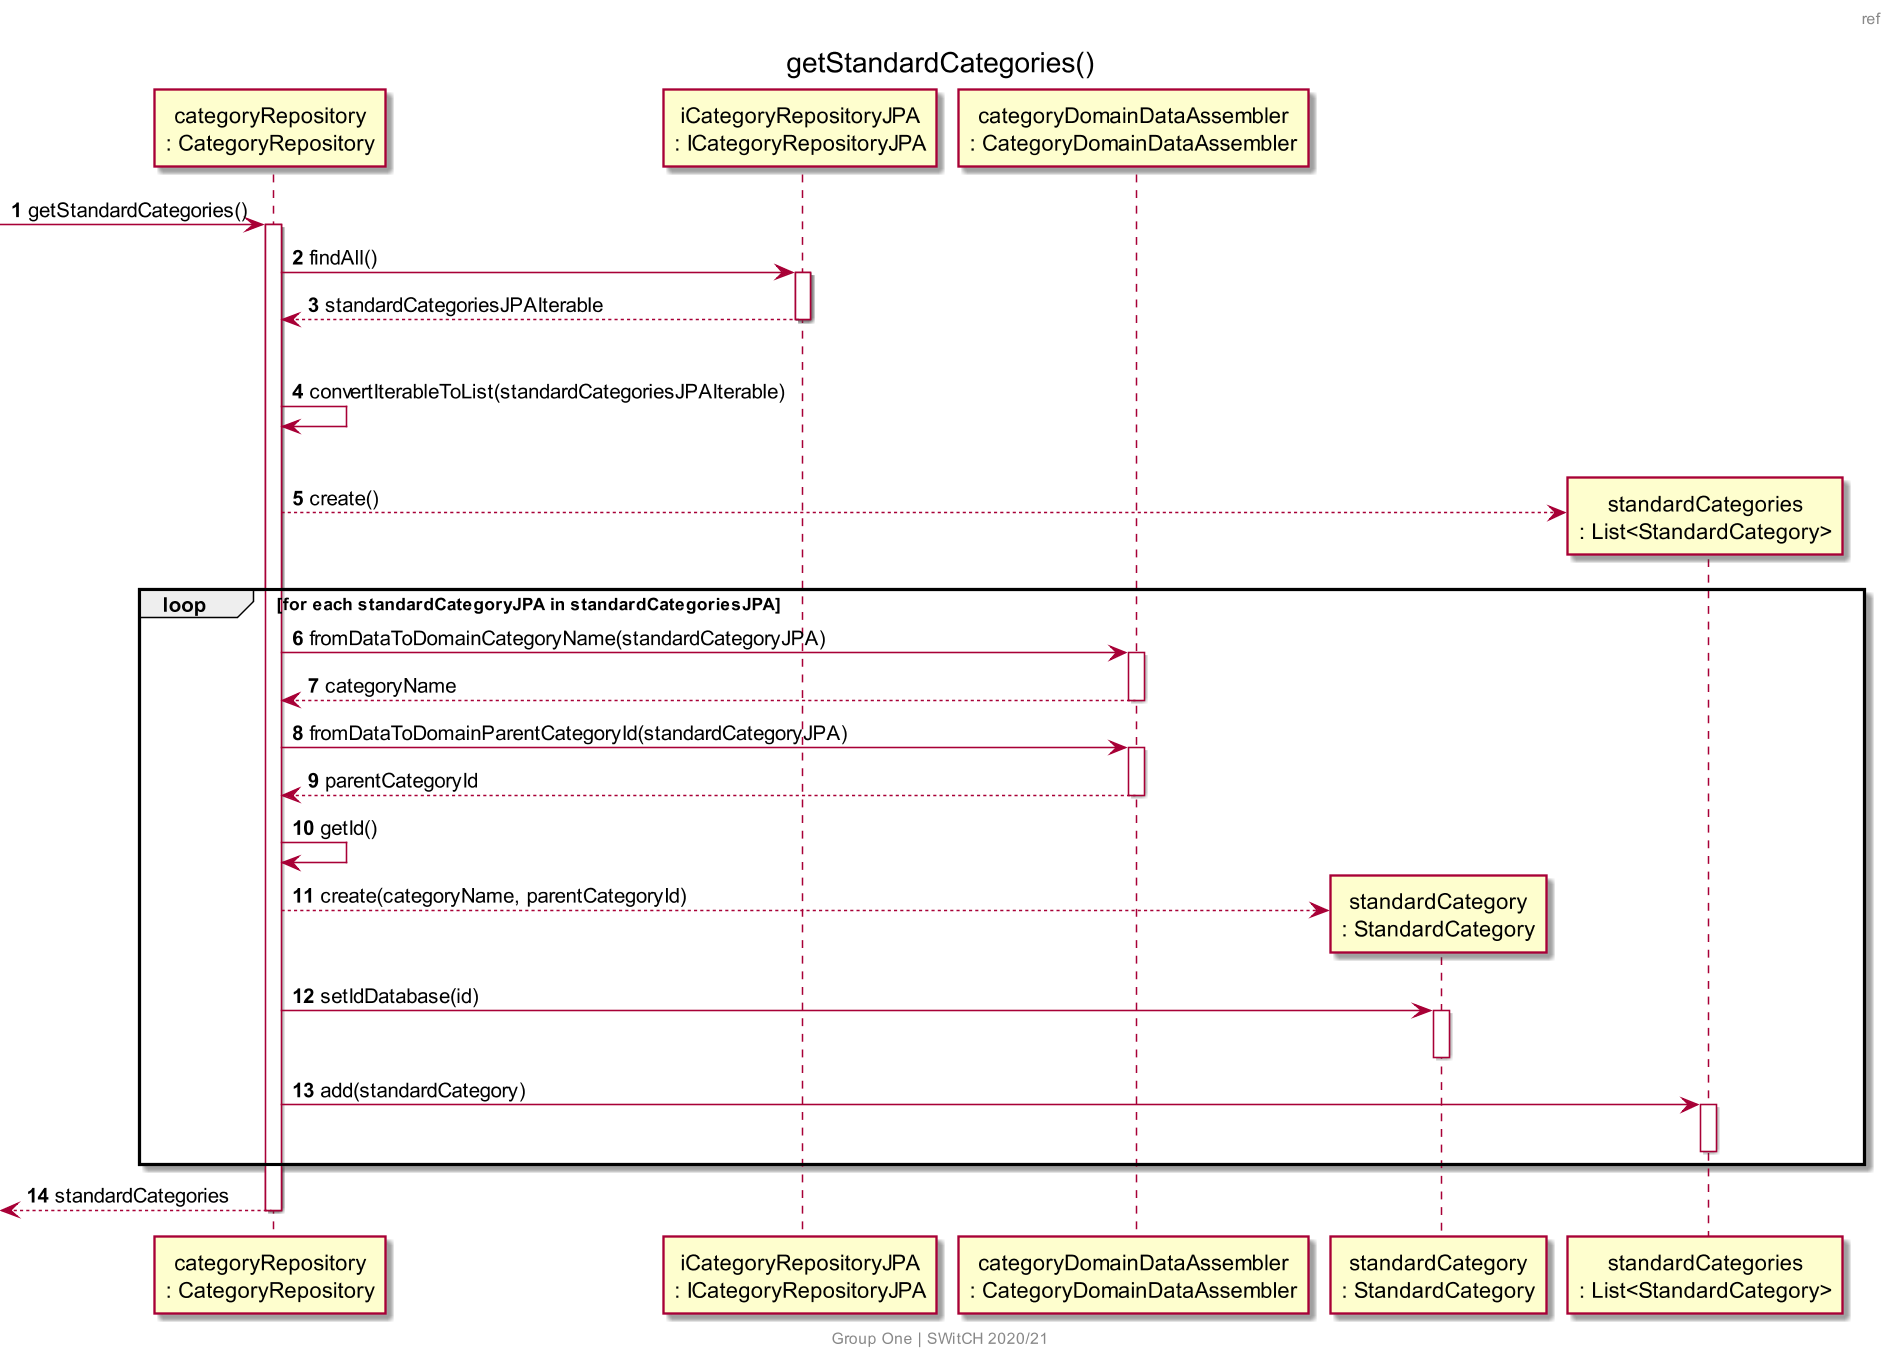 ref
getStandardCategories()
categoryRepository
: CategoryRepository
iCategoryRepositoryJPA
: ICategoryRepositoryJPA
categoryDomainDataAssembler
: CategoryDomainDataAssembler
1 getStandardCategories()
2 findAll()
3 standardCategoriesJPAIterable
4 convertIterableToList(standardCategoriesJPAIterable)
5 create()
standardCategories
: List<StandardCategory>
loop [for each standardCategoryJPA in standardCategoriesJPA]
6 fromDataToDomainCategoryName(standardCategoryJPA)
7 categoryName
8 fromDataToDomainParentCategoryId(standardCategoryJPA)
9 parentCategoryId
10 getId()
11 create(categoryName, parentCategoryId)
standardCategory
: StandardCategory
12 setIdDatabase(id)
13 add(standardCategory)
14 standardCategories
categoryRepository
: CategoryRepository
iCategoryRepositoryJPA
: ICategoryRepositoryJPA
categoryDomainDataAssembler
: CategoryDomainDataAssembler
standardCategory
: StandardCategory
standardCategories
: List<StandardCategory>
Group One | SWitCH 2020/21